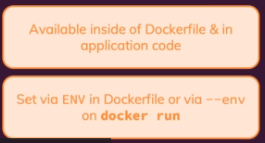 Available inside of Dockerfile & in
application code
Set via ENV in Dockerfile or via --env
on docker run